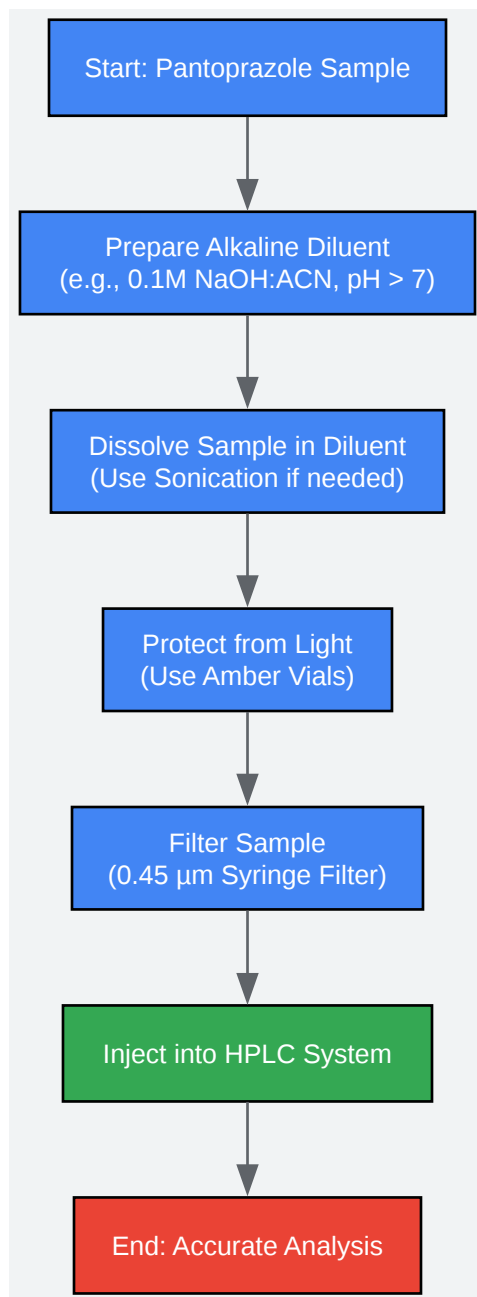 Start: Pantoprazole Sample
Prepare Alkaline Diluent
(e.g., 0.1M NaOH:ACN, pH > 7)
Dissolve Sample in Diluent
(Use Sonication if needed)
Protect from Light
(Use Amber Vials)
Filter Sample
(0.45 µm Syringe Filter)
Inject into HPLC System
End: Accurate Analysis